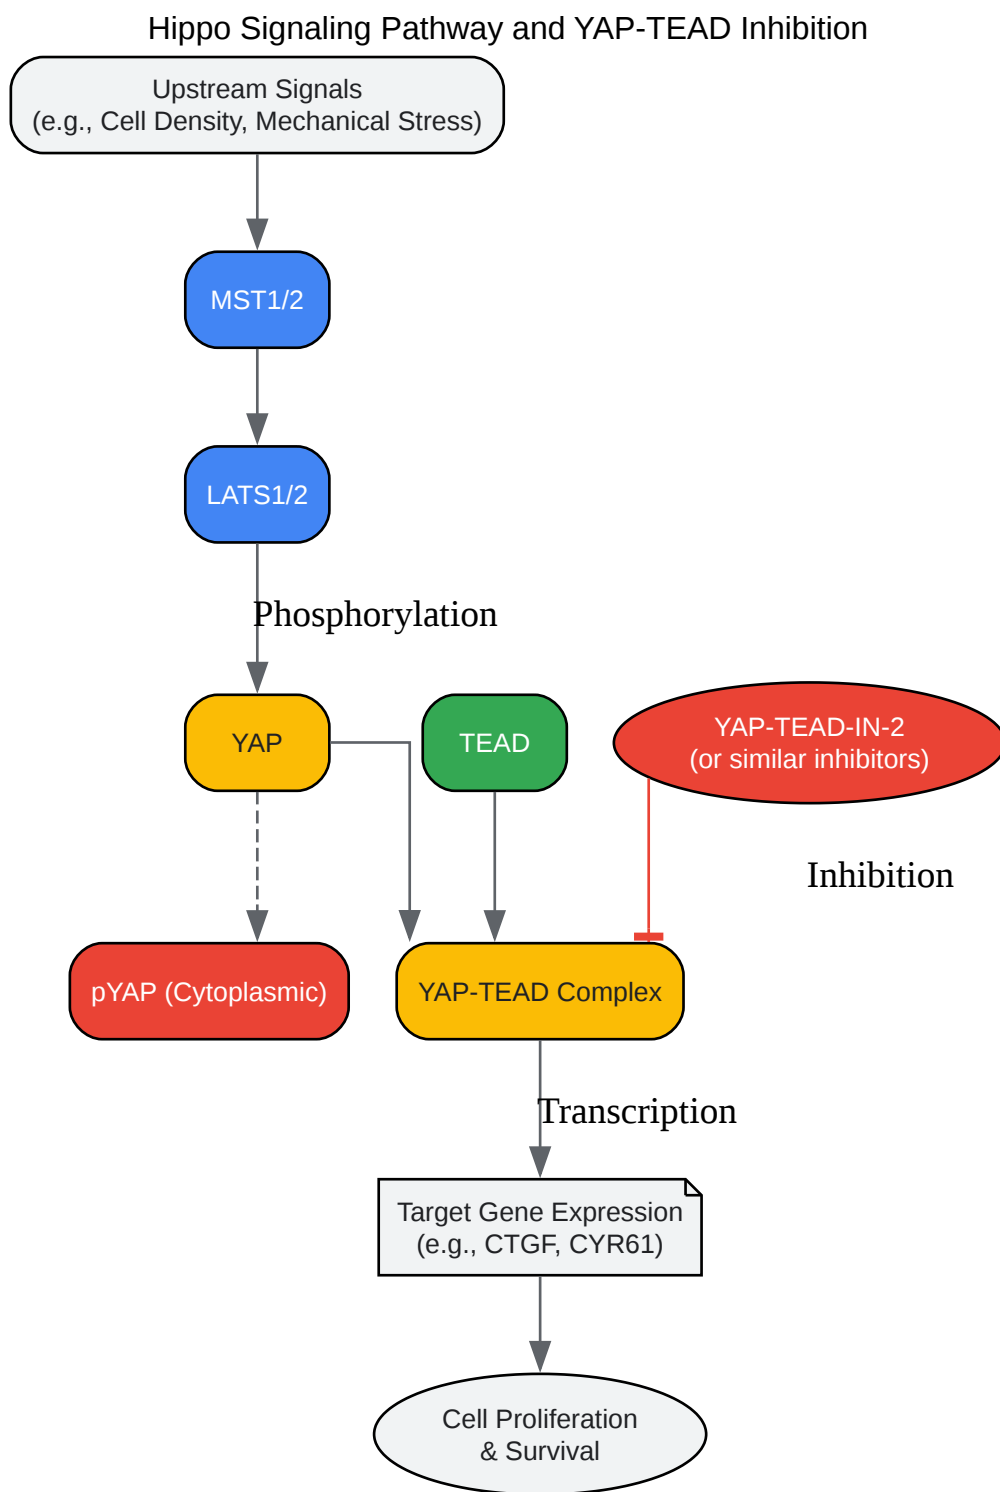 Hippo Signaling Pathway and YAP-TEAD Inhibition
Upstream Signals
(e.g., Cell Density, Mechanical Stress)
MST1/2
LATS1/2
Phosphorylation
YAP
TEAD
YAP-TEAD-IN-2
(or similar inhibitors)
Inhibition
pYAP (Cytoplasmic)
YAP-TEAD Complex
Transcription
Target Gene Expression
(e.g., CTGF, CYR61)
Cell Proliferation
& Survival